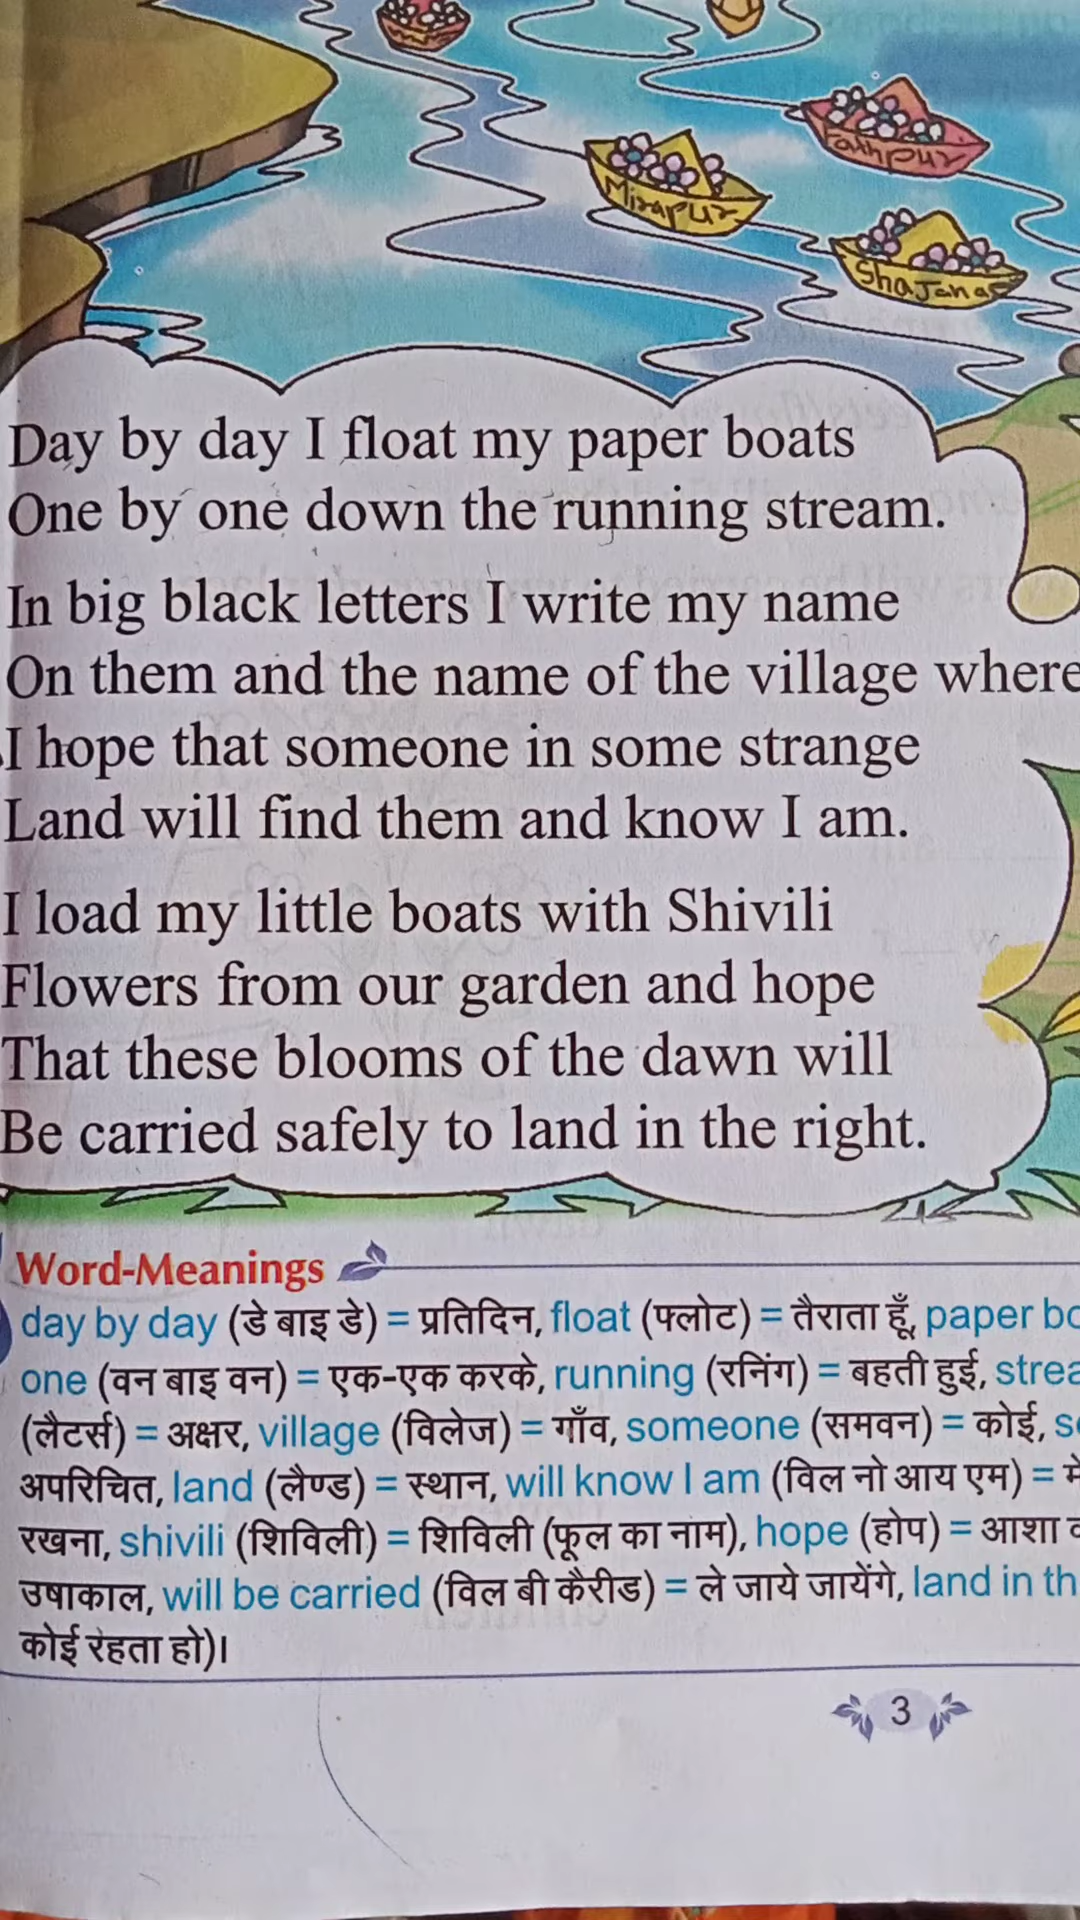 Fathpur
Mirapur
Shajana
Day by day I float my paper boats
One by one down the running stream.
In big black letters I write my name
On them and the name of the village where
I hope that someone in some strange
Land will find them and know I am.
I load my little boats with Shivili
Flowers from our garden and hope
That these blooms of the dawn will
Be carried safely to land in the right.
Word-Meanings
day by day (डे बाइ डे) = प्रतिदिन, float (फ्लोट) = तैराता हूँ, paper
one (वन बाइ वन) = एक-एक करके, running (रनिंग) = बहती हुई,
(लैटर्स) = अक्षर, village (विलेज) = गाँव, someone (समवन) = कोई,
अपरिचित, land (लैण्ड) = स्थान, will know I am (विल नो आय एम) =
रखना, shivili (शिविली) = शिविली (फूल का नाम), hope (होप) = आशा
उषाकाल, will be carried (विल बी कैरीड) = ले जाये जायेंगे, land in
कोई रहता हो)।
3